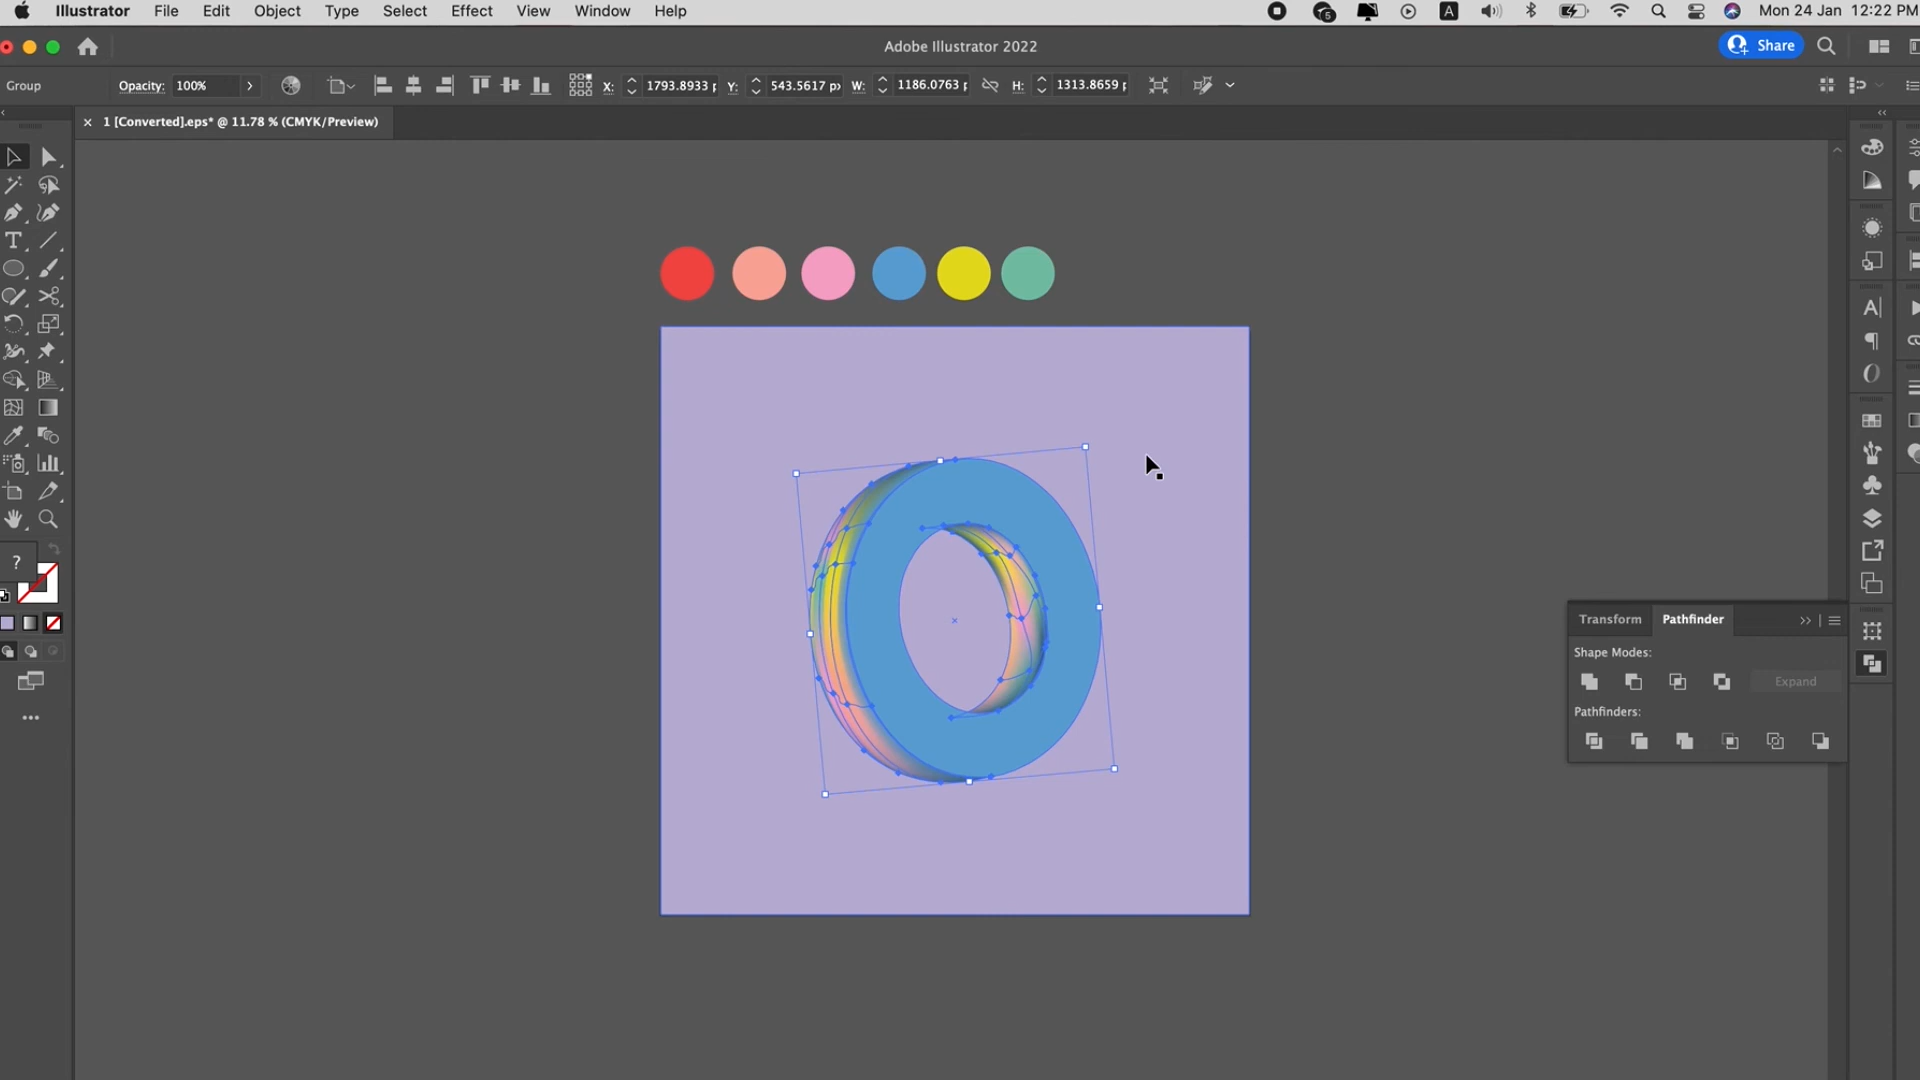 Illustrator File Edit Object Type Select Effect View Window Help
5 A Mon 24 Jan 12:22 PM
Adobe Illustrator 2022
Share
Group Opacity: 100% X: 1793.8933 p Y: 543.5617 px W: 1186.0763 p H: 1313.8659 p
× 1 [Converted].eps* @ 11.78 % (CMYK/Preview)
T
A
O
?
Transform Pathfinder
Shape Modes:
Expand
Pathfinders: